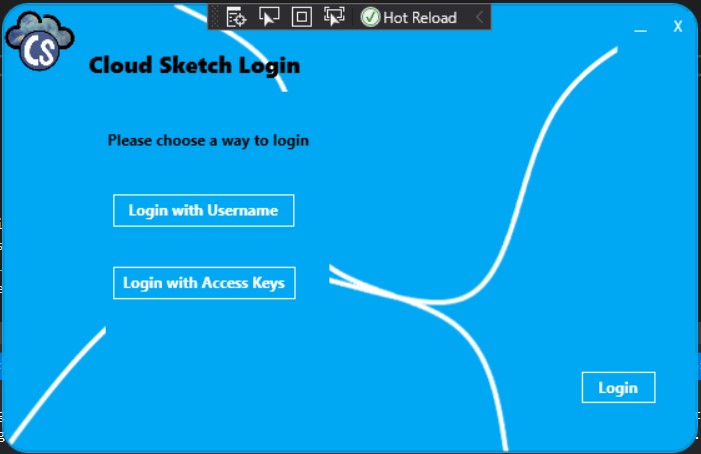 Hot Reload
X
CS
Cloud Sketch Login
Please choose a way to login
Login with Username
Login with Access Keys
Login